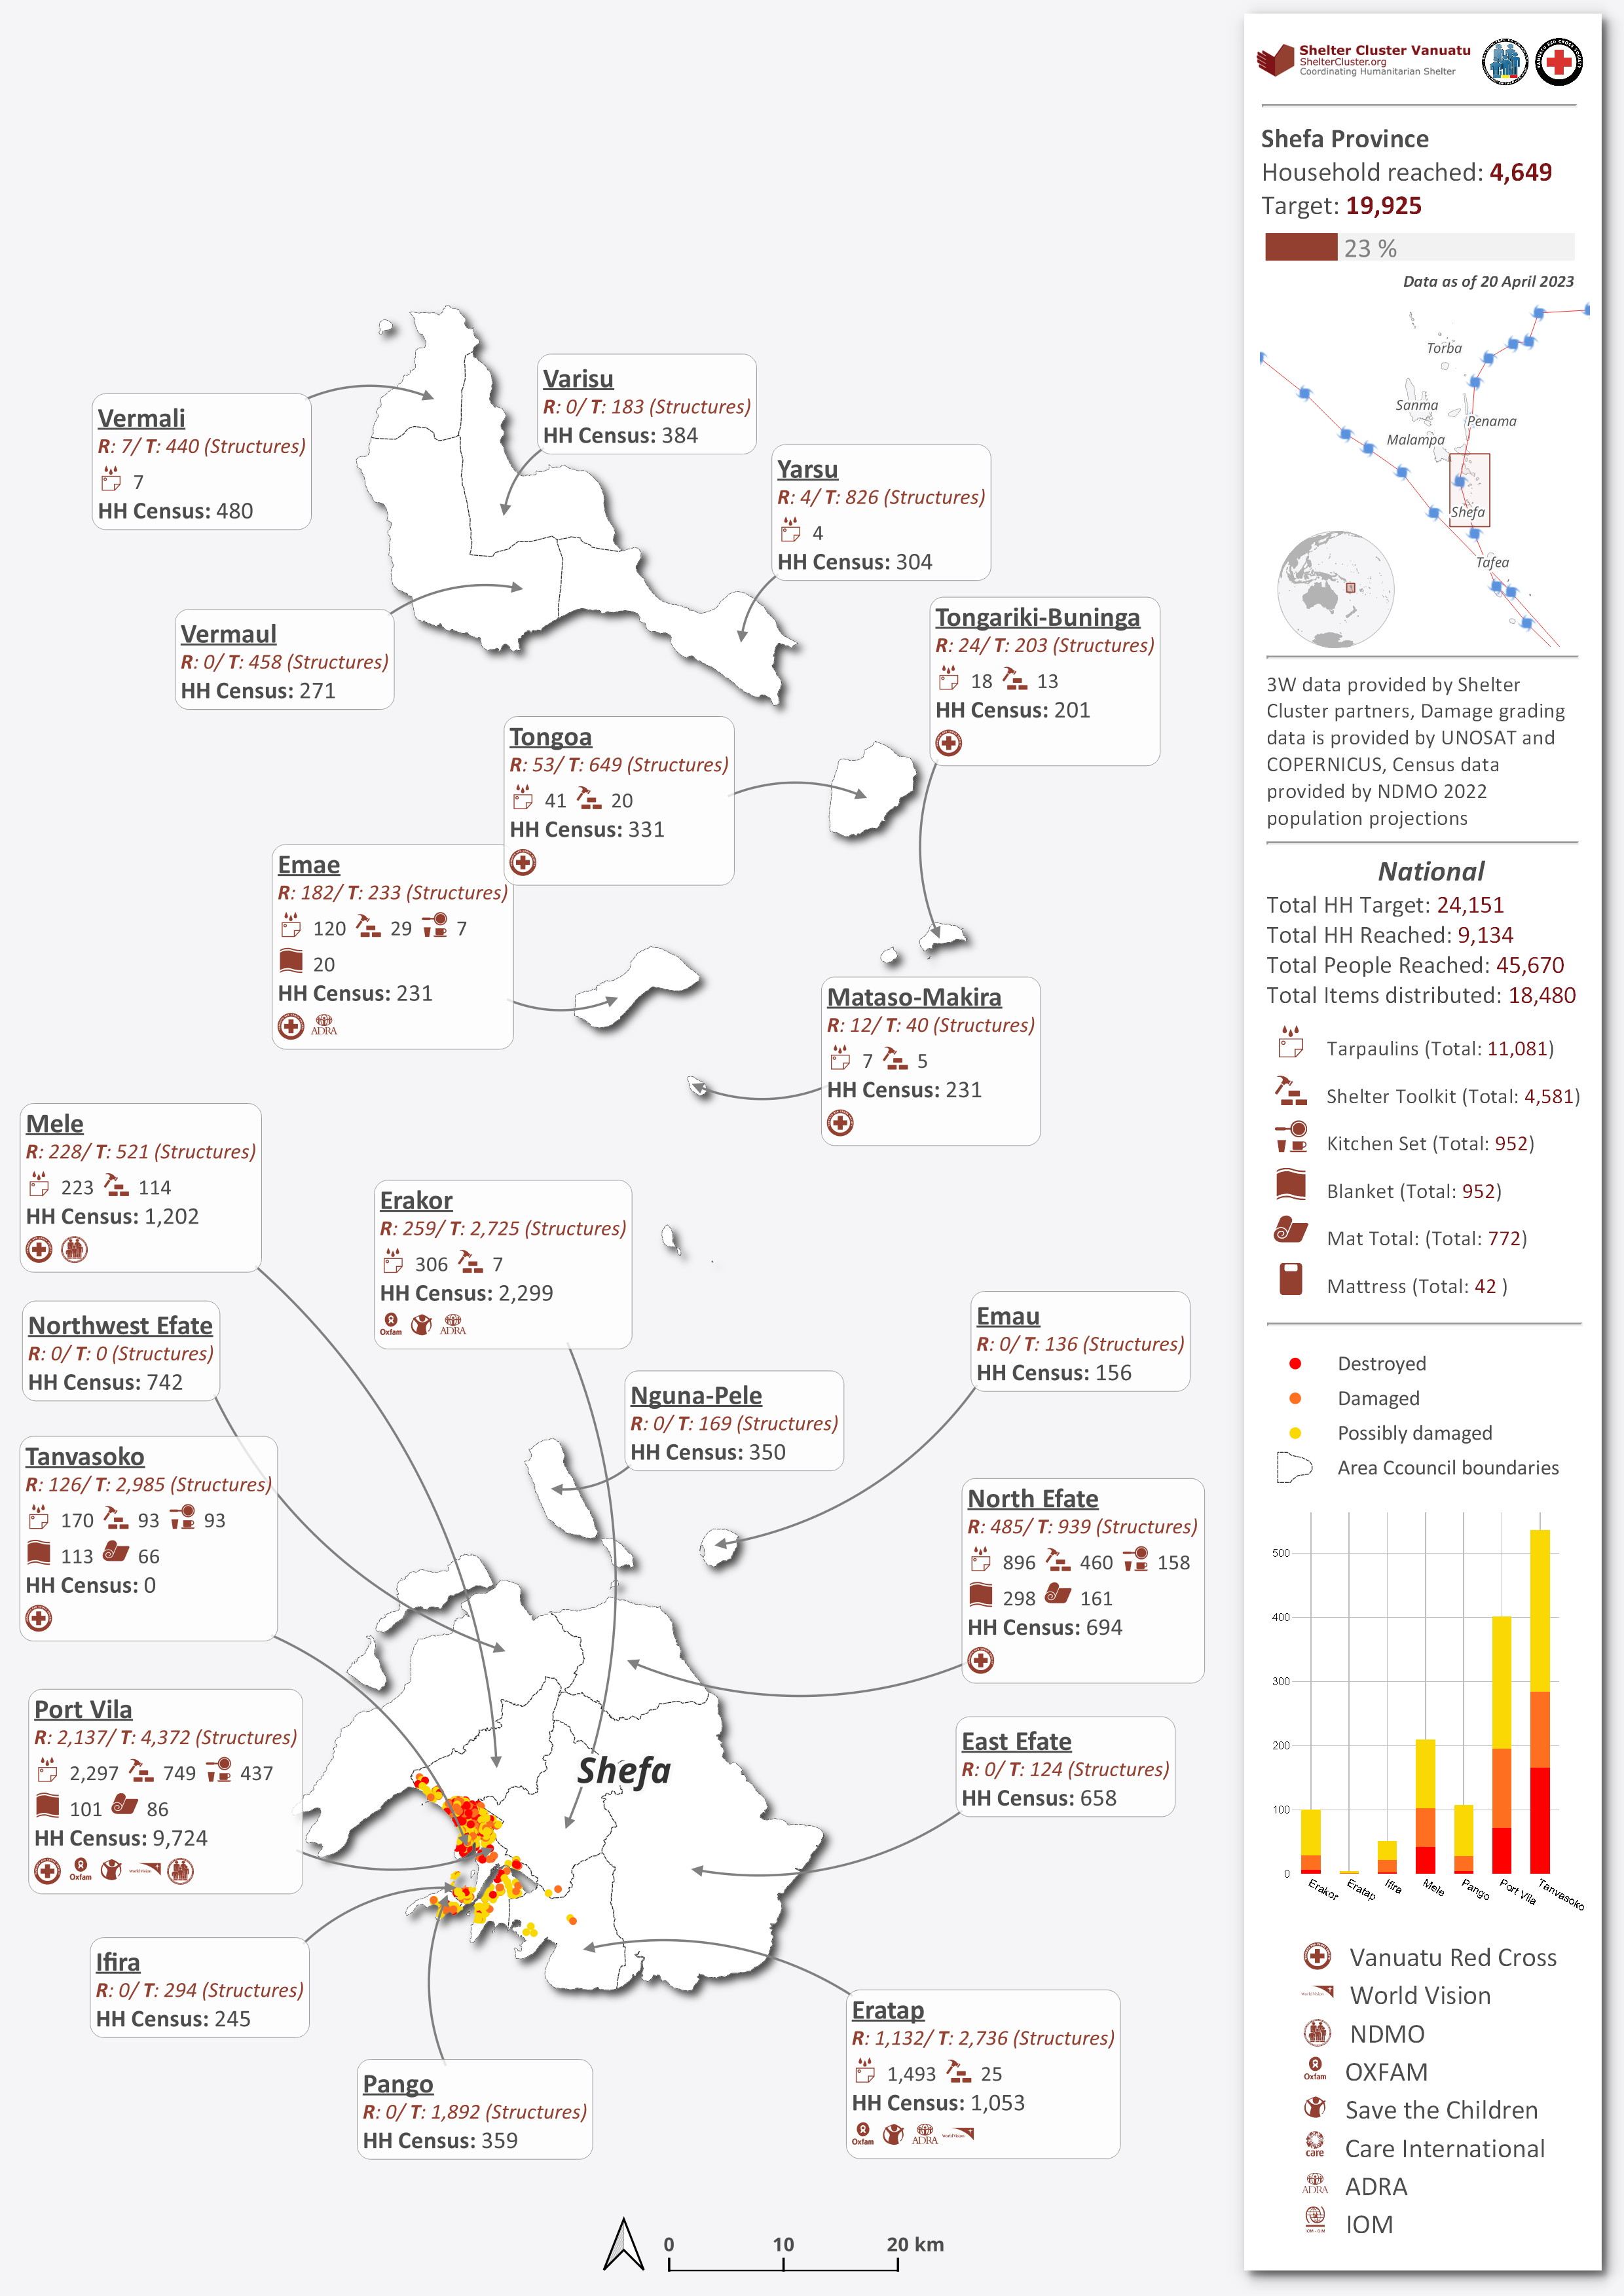 Shelter Cluster Vanuatu
ShelterCluster.org
Coordinating Humanitarian Shelter
Shefa Province
Household reached: 4,649
Target: 19,925
23 %
Data as of 20 April 2023
Torba
Sanma
Penama
Malampa
Shefa
Tafea
3W data provided by Shelter
Cluster partners, Damage grading
data is provided by UNOSAT and
COPERNICUS, Census data
provided by NDMO 2022
population projections
National
Total HH Target: 24,151
Total HH Reached: 9,134
Total People Reached: 45,670
Total Items distributed: 18,480
Tarpaulins (Total: 11,081)
Shelter Toolkit (Total: 4,581)
Kitchen Set (Total: 952)
Blanket (Total: 952)
Mat Total: (Total: 772)
Mattress (Total: 42 )
Destroyed
Damaged
Possibly damaged
Area Ccouncil boundaries
500
400
300
200
100
0
Erakor
Eratap
Ifira
Mele
Pango
Port Vila
Tanvasoko
Vanuatu Red Cross
World Vision
NDMO
Oxfam
OXFAM
Save the Children
care
Care International
ADRA
ADRA
IOM
Vermali
R: 7/ T: 440 (Structures)
7
HH Census: 480
Varisu
R: 0/ T: 183 (Structures)
HH Census: 384
Yarsu
R: 4/ T: 826 (Structures)
4
HH Census: 304
Vermaul
R: 0/ T: 458 (Structures)
HH Census: 271
Tongariki-Buninga
R: 24/ T: 203 (Structures)
18 13
HH Census: 201
Tongoa
R: 53/ T: 649 (Structures)
41 20
HH Census: 331
Emae
R: 182/ T: 233 (Structures)
120 29 7
20
HH Census: 231
ADRA
Mataso-Makira
R: 12/ T: 40 (Structures)
7 5
HH Census: 231
Mele
R: 228/ T: 521 (Structures)
223 114
HH Census: 1,202
Erakor
R: 259/ T: 2,725 (Structures)
306 7
HH Census: 2,299
Oxfam ADRA
Northwest Efate
R: 0/ T: 0 (Structures)
HH Census: 742
Emau
R: 0/ T: 136 (Structures)
HH Census: 156
Nguna-Pele
R: 0/ T: 169 (Structures)
HH Census: 350
Tanvasoko
R: 126/ T: 2,985 (Structures)
170 93 93
113 66
HH Census: 0
North Efate
R: 485/ T: 939 (Structures)
896 460 158
298 161
HH Census: 694
Port Vila
R: 2,137/ T: 4,372 (Structures)
2,297 749 437
101 86
HH Census: 9,724
Oxfam World Vision
East Efate
R: 0/ T: 124 (Structures)
HH Census: 658
Shefa
Ifira
R: 0/ T: 294 (Structures)
HH Census: 245
Eratap
R: 1,132/ T: 2,736 (Structures)
1,493 25
HH Census: 1,053
Oxfam ADRA World Vision
Pango
R: 0/ T: 1,892 (Structures)
HH Census: 359
0 10 20 km